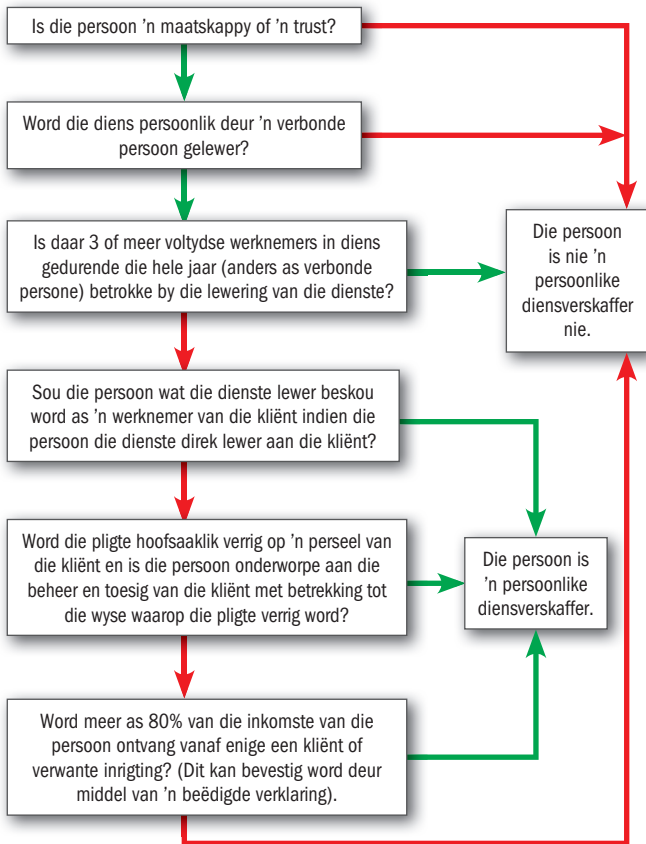 Is die persoon 'n maatskappy of 'n trust?
Word die diens persoonlik deur 'n verbonde
persoon gelewer?
Is daar 3 of meer voltydse werknemers in diens
gedurende die hele jaar (anders as verbonde
persone) betrokke by die lewering van die dienste?
Die persoon
is nie 'n
persoonlike
diensverskaffer
nie.
Sou die persoon wat die dienste lewer beskou
word as 'n werknemer van die kliënt indien die
persoon die dienste direk lewer aan die kliënt?
Word die pligte hoofsaaklik verrig op 'n perseel van
die kliënt en is die persoon onderworpe aan die
beheer en toesig van die kliënt met betrekking tot
die wyse waarop die pligte verrig word?
Die persoon is
'n persoonlike
diensverskaffer.
Word meer as 80% van die inkomste van die
persoon ontvang vanaf enige een kliënt of
verwante inrigting? (Dit kan bevestig word deur
middel van 'n beëdigde verklaring).